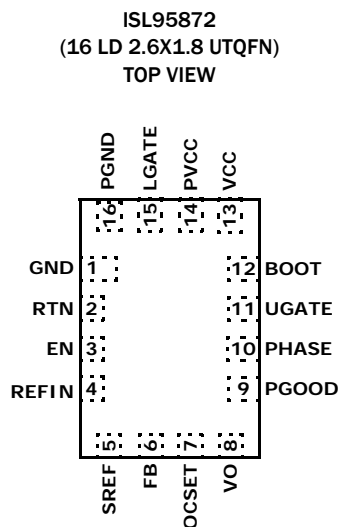 ISL95872
(16 LD 2.6X1.8 UTQFN)
TOP VIEW
PGND
LGATE
PVCC
VCC
16
15
14
13
GND 1
12 BOOT
RTN 2
11 UGATE
EN 3
10 PHASE
REFIN 4
9 PGOOD
5
6
7
8
SREF
FB
OCSET
VO